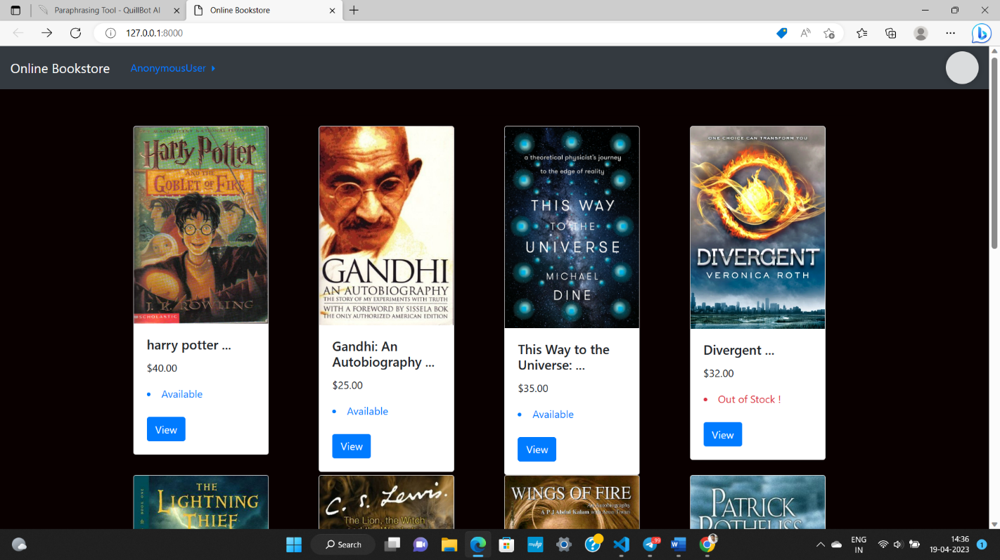 Paraphrasing Tool - QuillBot AI
Online Bookstore
127.0.0.1:8000
Online Bookstore
AnonymousUser
Harry Potter
AND THE
GOBLET OF FIRE
J. K. ROWLING
SCHOLASTIC
harry potter ...
$40.00
Available
View
GANDHI
AN AUTOBIOGRAPHY
THE STORY OF MY EXPERIMENTS WITH TRUTH
WITH A FOREWORD BY SISSELA BOK
THE ONLY AUTHORIZED AMERICAN EDITION
Gandhi: An
Autobiography ...
$25.00
Available
View
a theoretical physicist's journey
to the edge of reality
THIS WAY
TO THE
UNIVERSE
MICHAEL
DINE
This Way to the
Universe: ...
$35.00
Available
View
ONE CHOICE CAN TRANSFORM YOU
DIVERGENT
VERONICA ROTH
Divergent ...
$32.00
Out of Stock !
View
THE
LIGHTNING
THIEF
C. S. Lewis.
The Lion, the Witch
WINGS OF FIRE
An Autobiography
A P J Abdul Kalam with Arun Tiwari
PATRICK
ROTHFUSS
Search
myhp
99
ENG
IN
14:36
19-04-2023
1